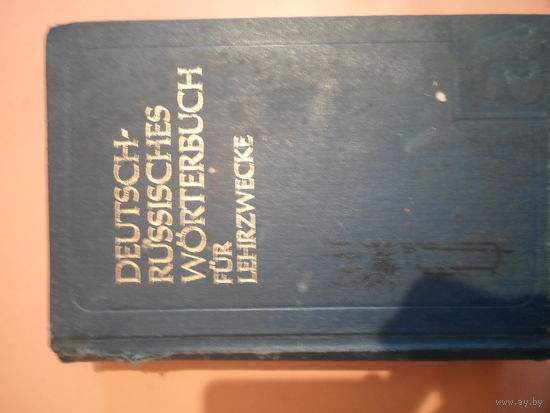 DEUTSCH-
RUSSISCHES
WÖRTERBUCH
FÜR
LEHRZWECKE
© www.ay.by